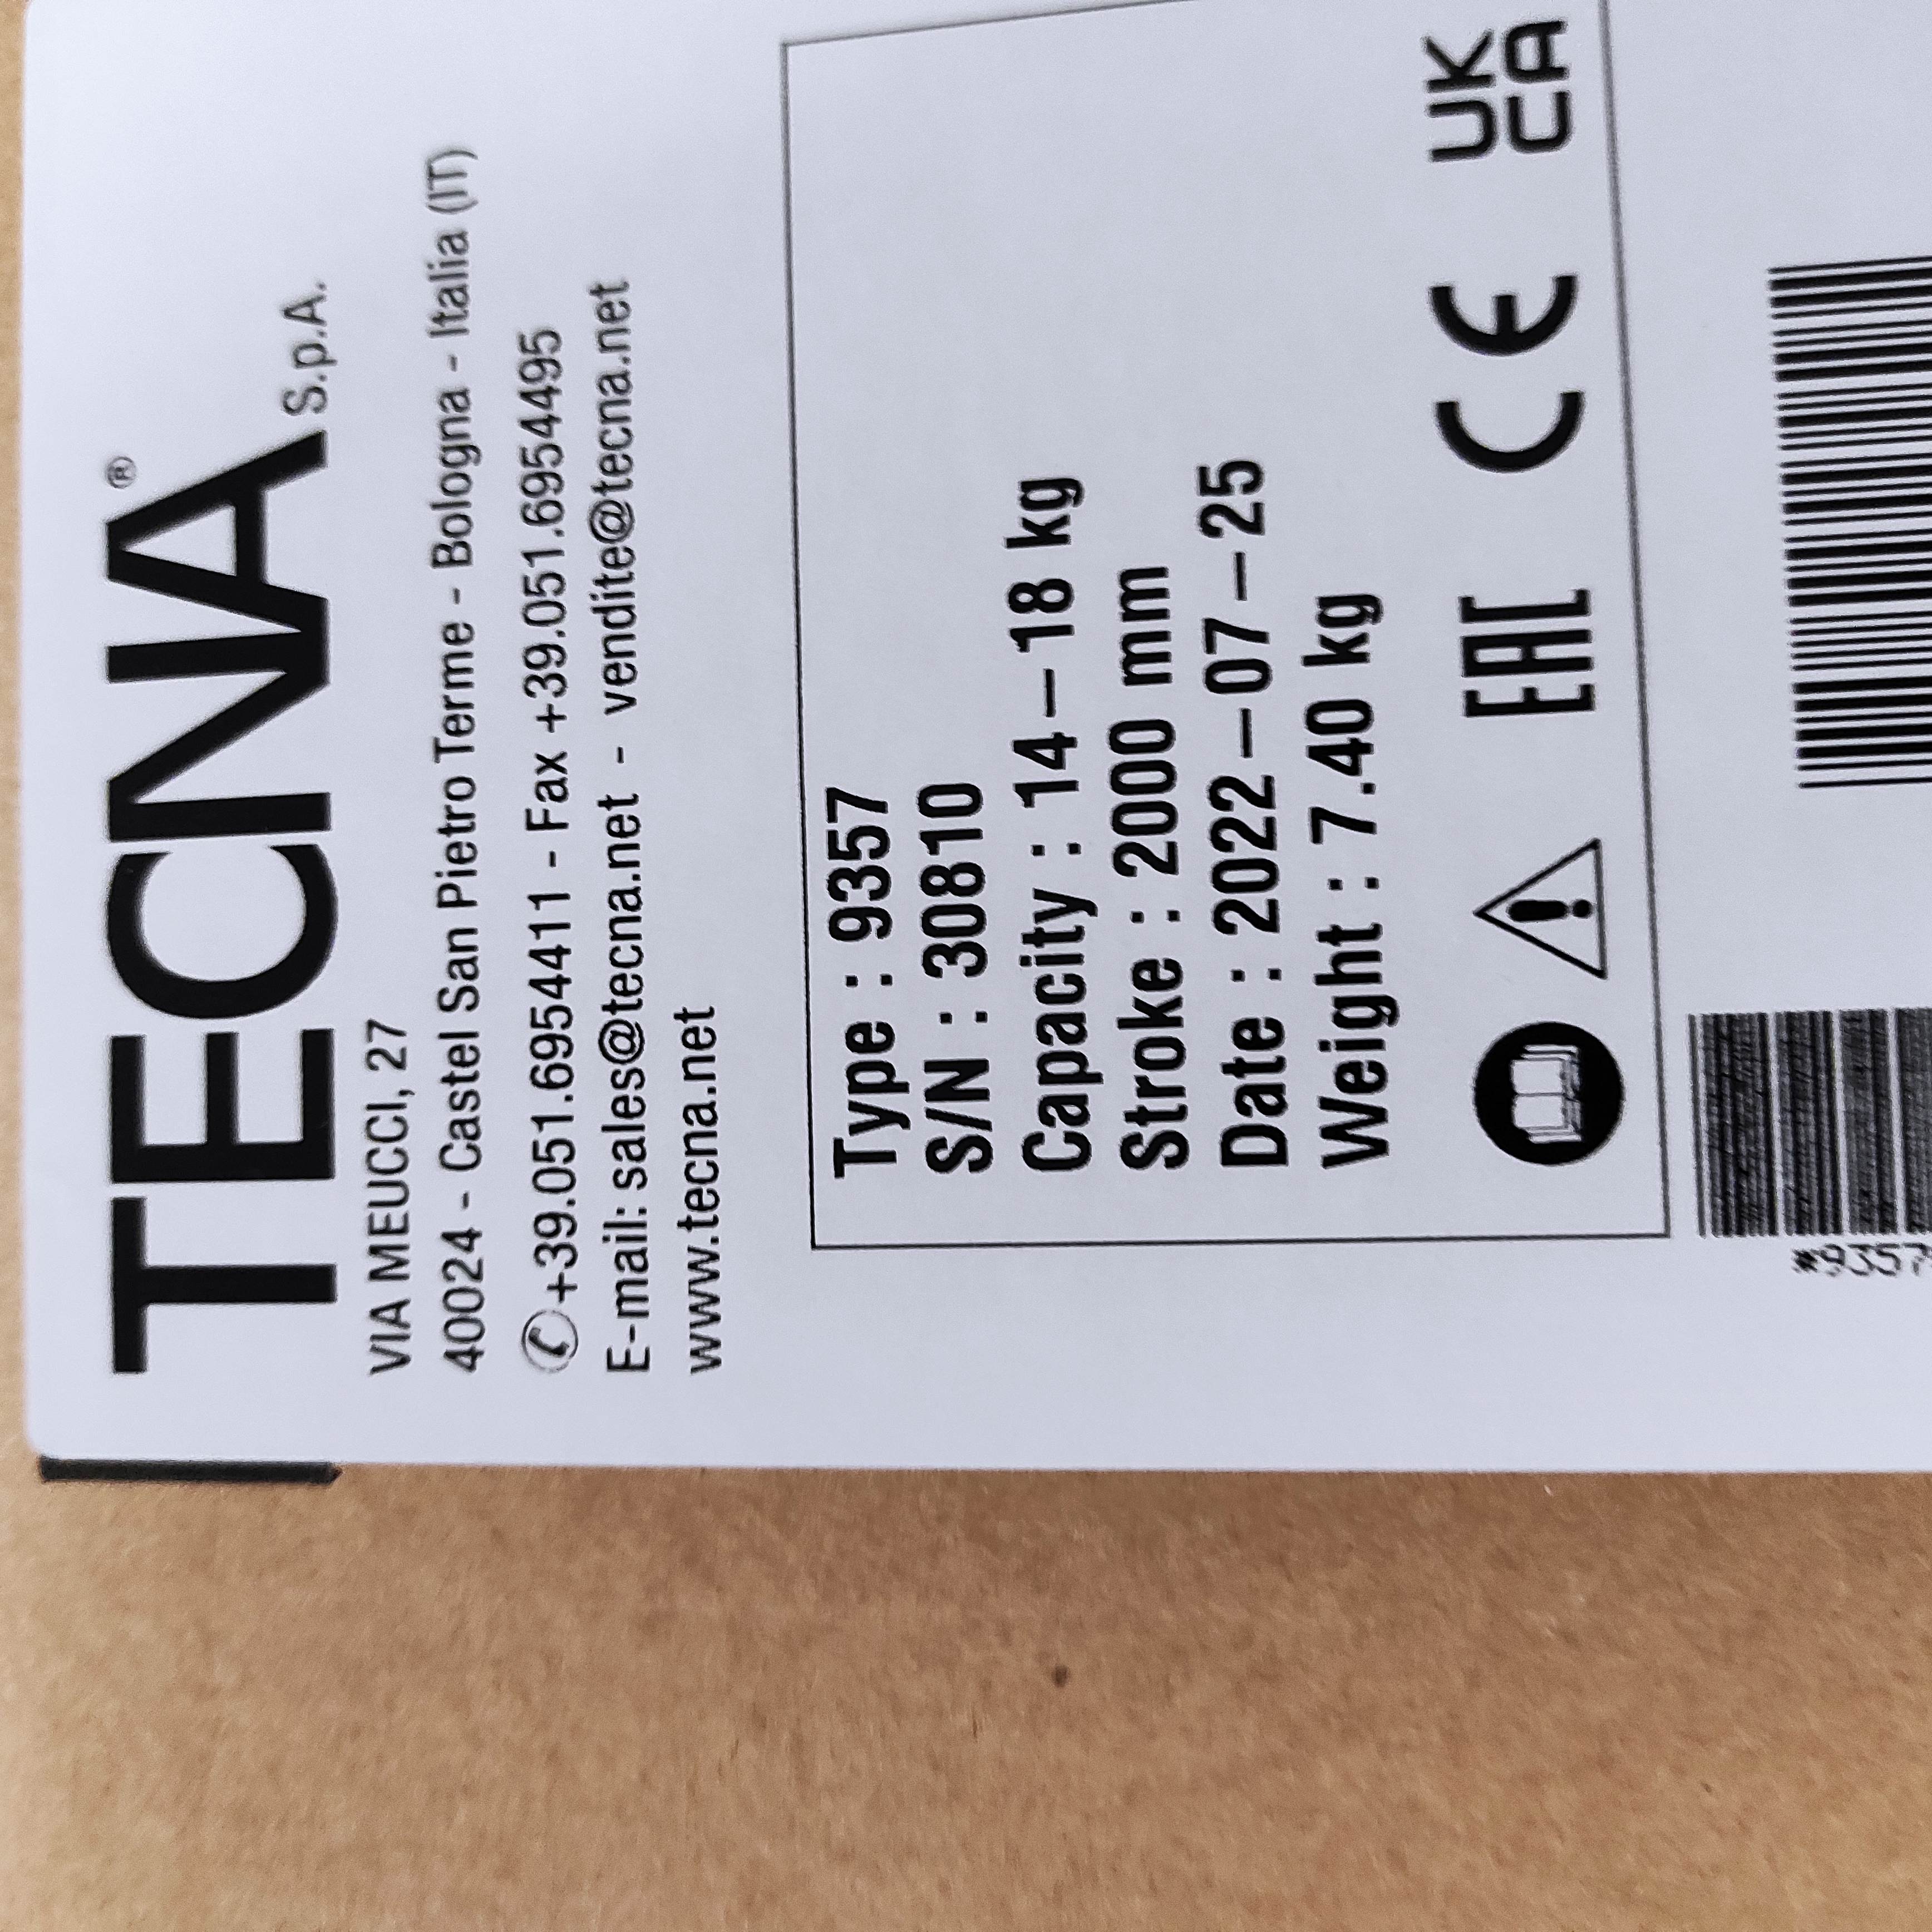 TECNA® S.p.A.
VIA MEUCCI, 27
40024 - Castel San Pietro Terme - Bologna - Italia (IT)
✆+39.051.6954411 - Fax +39.051.6954495
E-mail: sales@tecna.net - vendite@tecna.net
www.tecna.net
Type : 9357
S/N : 30810
Capacity : 14–18 kg
Stroke : 2000 mm
Date : 2022–07–25
Weight : 7.40 kg
EAC CE UK
CA
*9357